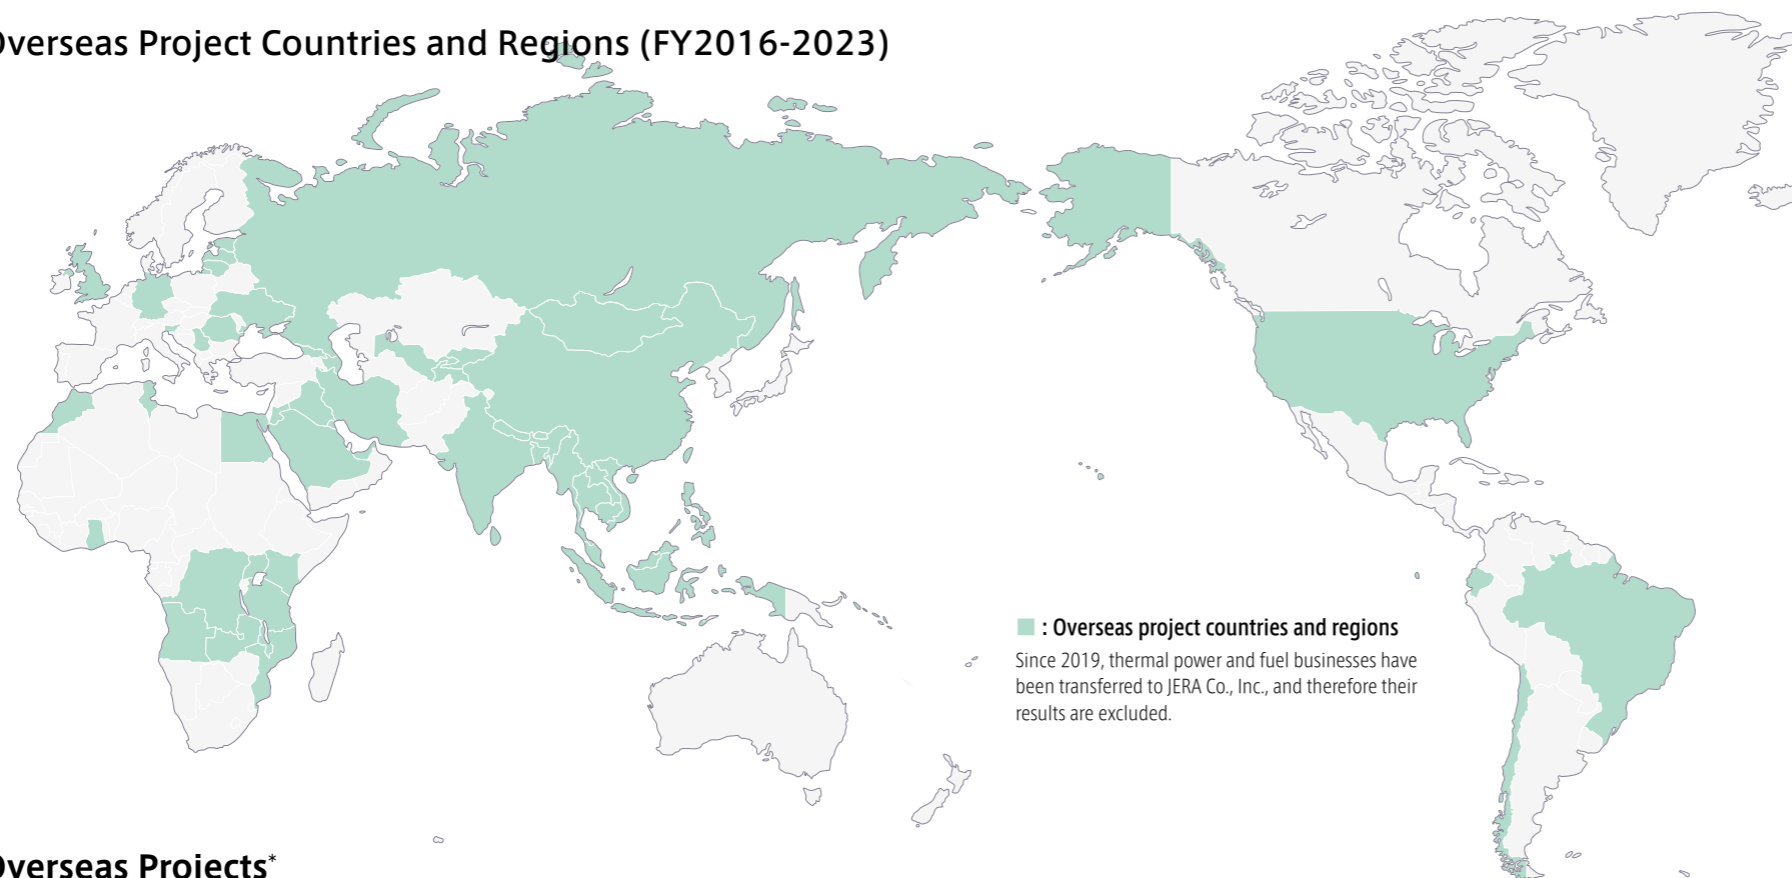 Overseas Project Countries and Regions (FY2016-2023)
: Overseas project countries and regions
Since 2019, thermal power and fuel businesses have
been transferred to JERA Co., Inc., and therefore their
results are excluded.
Overseas Projects*